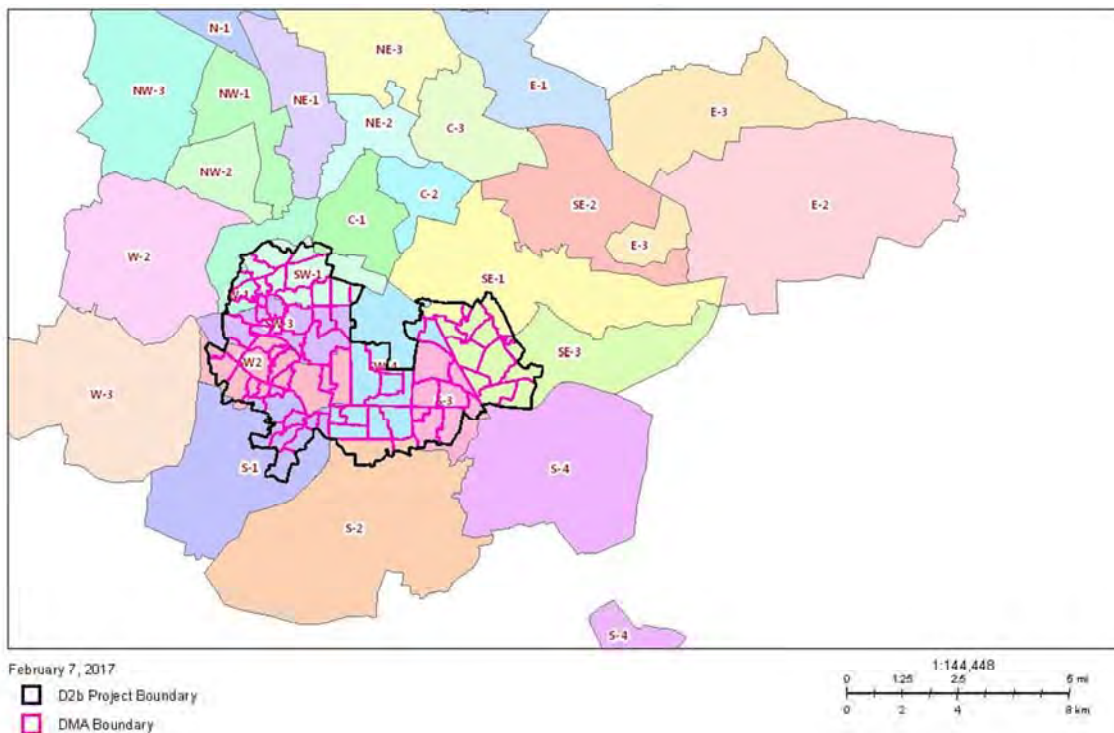 N-1
NE-3
E-1
NW-3
NW-1
NE-1
E-3
NE-2
C-3
NW-2
C-2
SE-2
E-2
C-1
E-3
W-2
SW-1
SE-1
SE-3
W2
W-3
S-1
S-4
S-2
S-4
February 7, 2017
D2b Project Boundary
DMA Boundary
1:144,448
0 1.25 2.5 5 mi
0 2 4 8 km